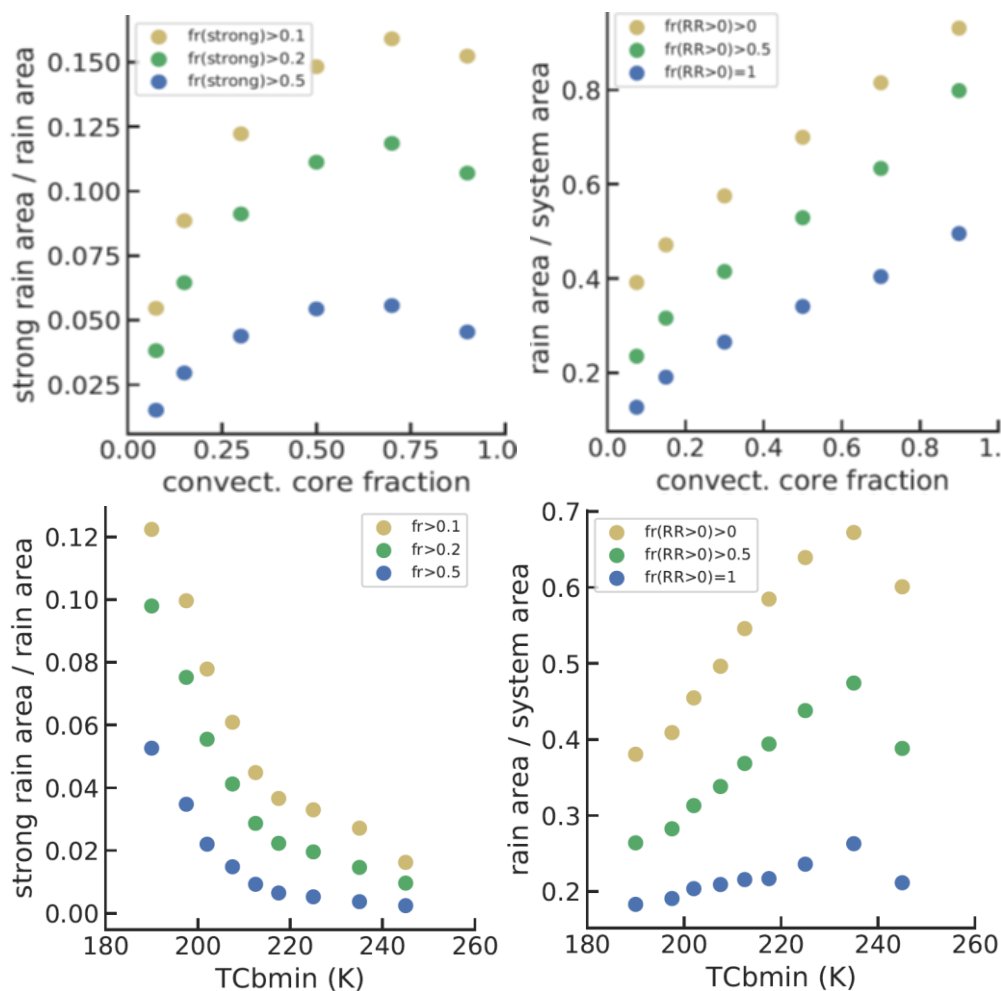 strong rain area / rain area
0.150
0.125
0.100
0.075
0.050
0.025
fr(strong)>0.1
fr(strong)>0.2
fr(strong)>0.5
0.00 0.25 0.50 0.75 1.0
convect. core fraction
rain area / system area
0.8
0.6
0.4
0.2
fr(RR>0)>0
fr(RR>0)>0.5
fr(RR>0)=1
0.0 0.2 0.4 0.6 0.8 1.
convect. core fraction
strong rain area / rain area
0.12
0.10
0.08
0.06
0.04
0.02
0.00
fr>0.1
fr>0.2
fr>0.5
180 200 220 240 260
TCbmin (K)
rain area / system area
0.7
0.6
0.5
0.4
0.3
0.2
fr(RR>0)>0
fr(RR>0)>0.5
fr(RR>0)=1
180 200 220 240 260
TCbmin (K)